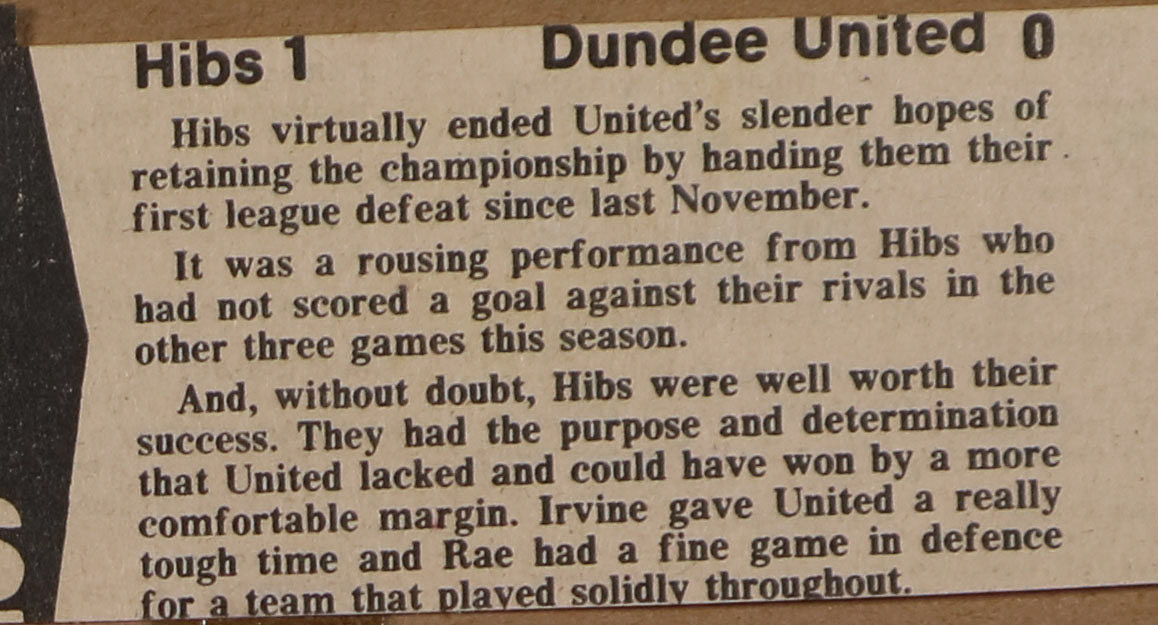 Hibs 1 Dundee United 0
Hibs virtually ended United's slender hopes of
retaining the championship by handing them their
first league defeat since last November.
It was a rousing performance from Hibs who
had not scored a goal against their rivals in the
other three games this season.
And, without doubt, Hibs were well worth their
success. They had the purpose and determination
that United lacked and could have won by a more
comfortable margin. Irvine gave United a really
tough time and Rae had a fine game in defence
for a team that played solidly throughout.